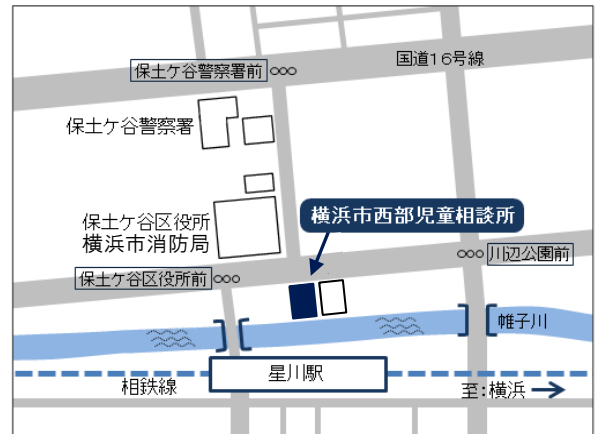 国道16号線
保土ケ谷警察署前
保土ケ谷警察署
横浜市西部児童相談所
保土ケ谷区役所
横浜市消防局
川辺公園前
保土ケ谷区役所前
帷子川
星川駅
相鉄線
至:横浜